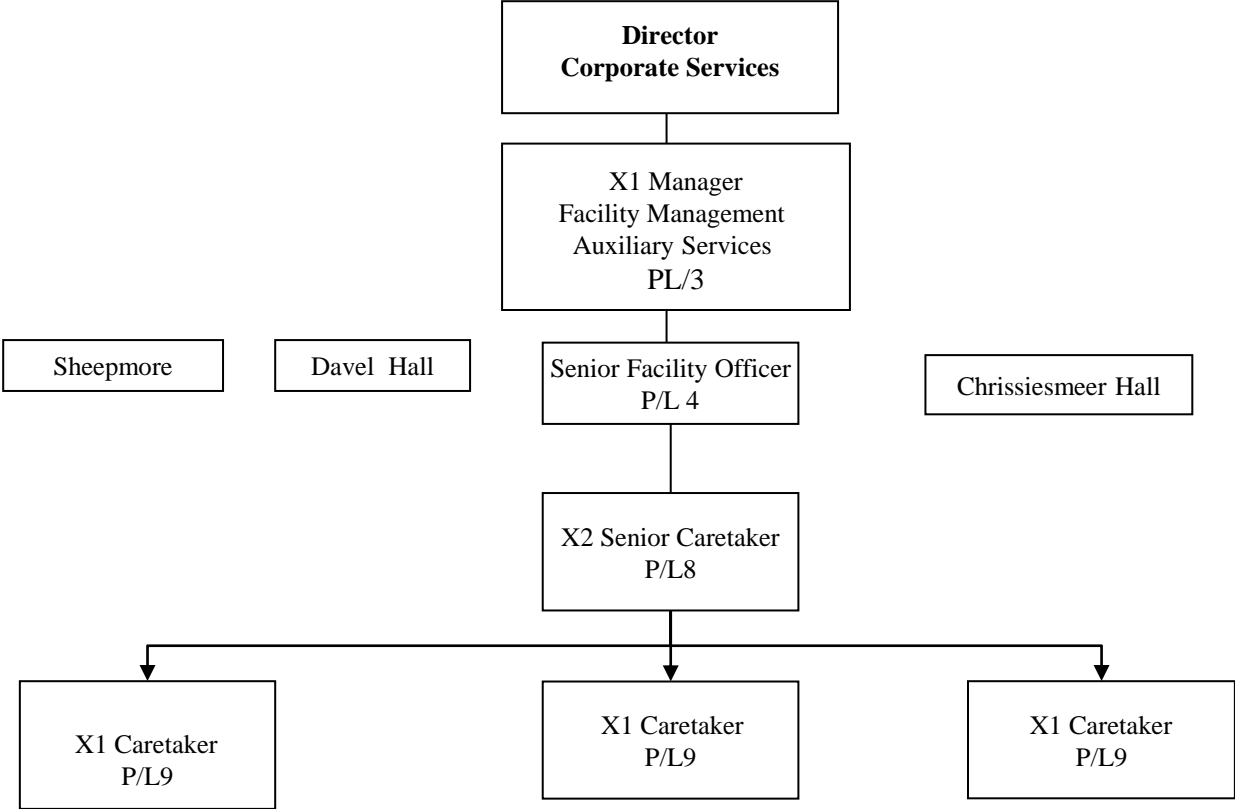 Director
Corporate Services
X1 Manager
Facility Management
Auxiliary Services
PL/3
Sheepmore
Davel Hall
Senior Facility Officer
P/L 4
Chrissiesmeer Hall
X2 Senior Caretaker
P/L8
X1 Caretaker
P/L9
X1 Caretaker
P/L9
X1 Caretaker
P/L9